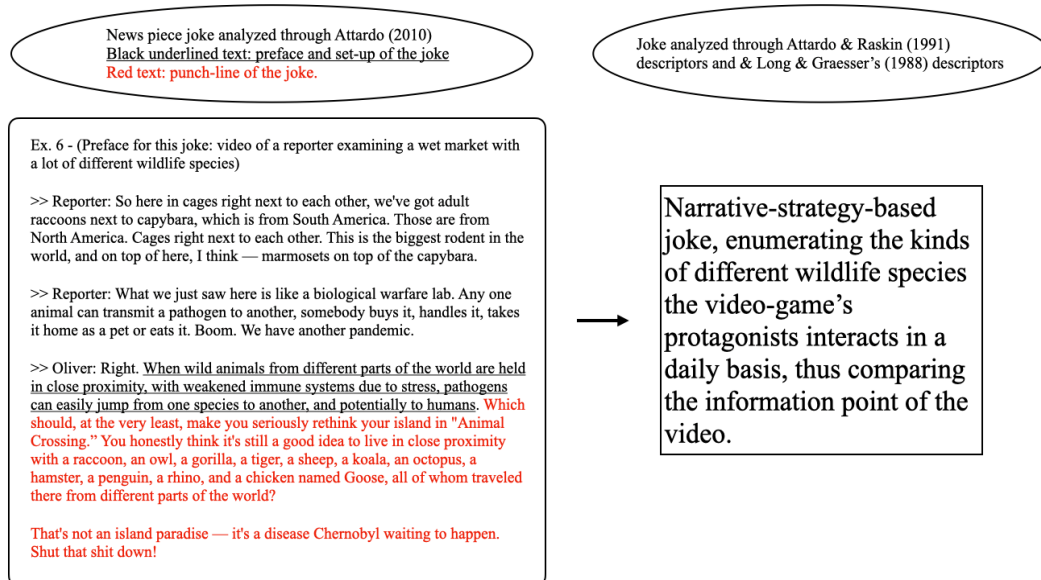 News piece joke analyzed through Attardo (2010)
Black underlined text: preface and set-up of the joke
Red text: punch-line of the joke.
Joke analyzed through Attardo & Raskin (1991)
descriptors and & Long & Graesser's (1988) descriptors
Ex. 6 - (Preface for this joke: video of a reporter examining a wet market with
a lot of different wildlife species)
>> Reporter: So here in cages right next to each other, we've got adult
raccoons next to capybara, which is from South America. Those are from
North America. Cages right next to each other. This is the biggest rodent in the
world, and on top of here, I think — marmosets on top of the capybara.
>> Reporter: What we just saw here is like a biological warfare lab. Any one
animal can transmit a pathogen to another, somebody buys it, handles it, takes
it home as a pet or eats it. Boom. We have another pandemic.
>> Oliver: Right. When wild animals from different parts of the world are held
in close proximity, with weakened immune systems due to stress, pathogens
can easily jump from one species to another, and potentially to humans. Which
should, at the very least, make you seriously rethink your island in "Animal
Crossing.” You honestly think it's still a good idea to live in close proximity
with a raccoon, an owl, a gorilla, a tiger, a sheep, a koala, an octopus, a
hamster, a penguin, a rhino, and a chicken named Goose, all of whom traveled
there from different parts of the world?
That's not an island paradise — it's a disease Chernobyl waiting to happen.
Shut that shit down!
Narrative-strategy-based
joke, enumerating the kinds
of different wildlife species
the video-game’s
protagonists interacts in a
daily basis, thus comparing
the information point of the
video.